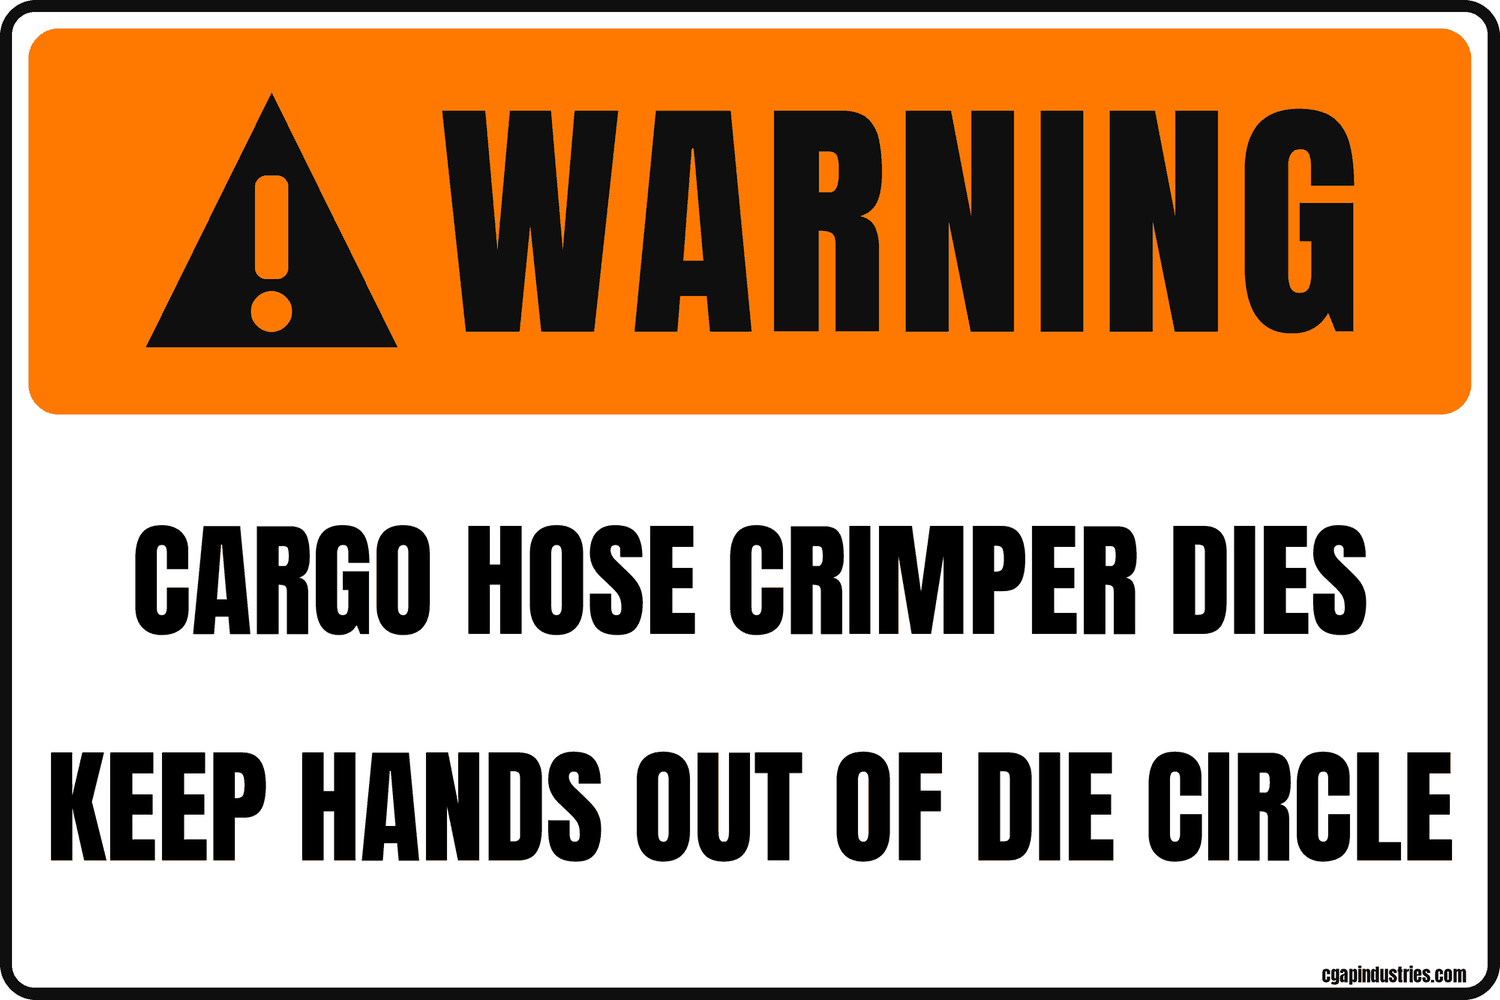 WARNING
CARGO HOSE CRIMPER DIES
KEEP HANDS OUT OF DIE CIRCLE
cgapindustries.com